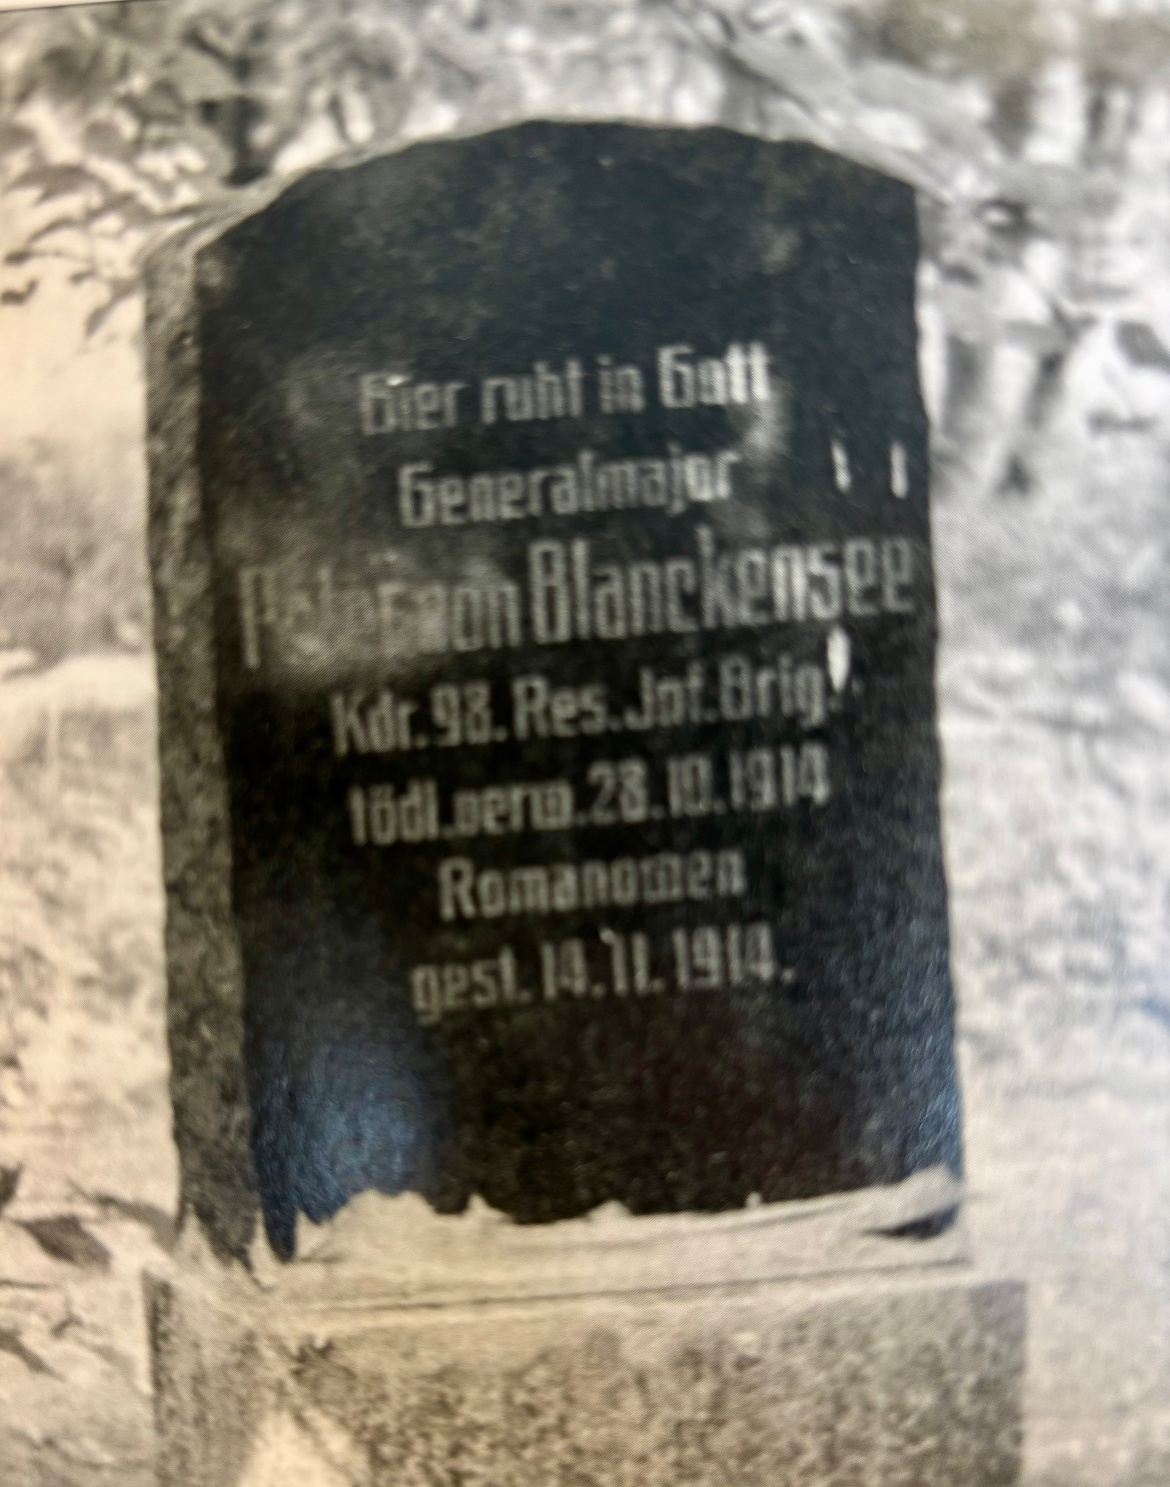 Hier ruht in Gott
Generalmajor
Peter von Blanckensee
Kdr. 98. Res. Inf. Brig.
tödl. verw. 28.10.1914
Romanowen
gest. 14.11.1914.